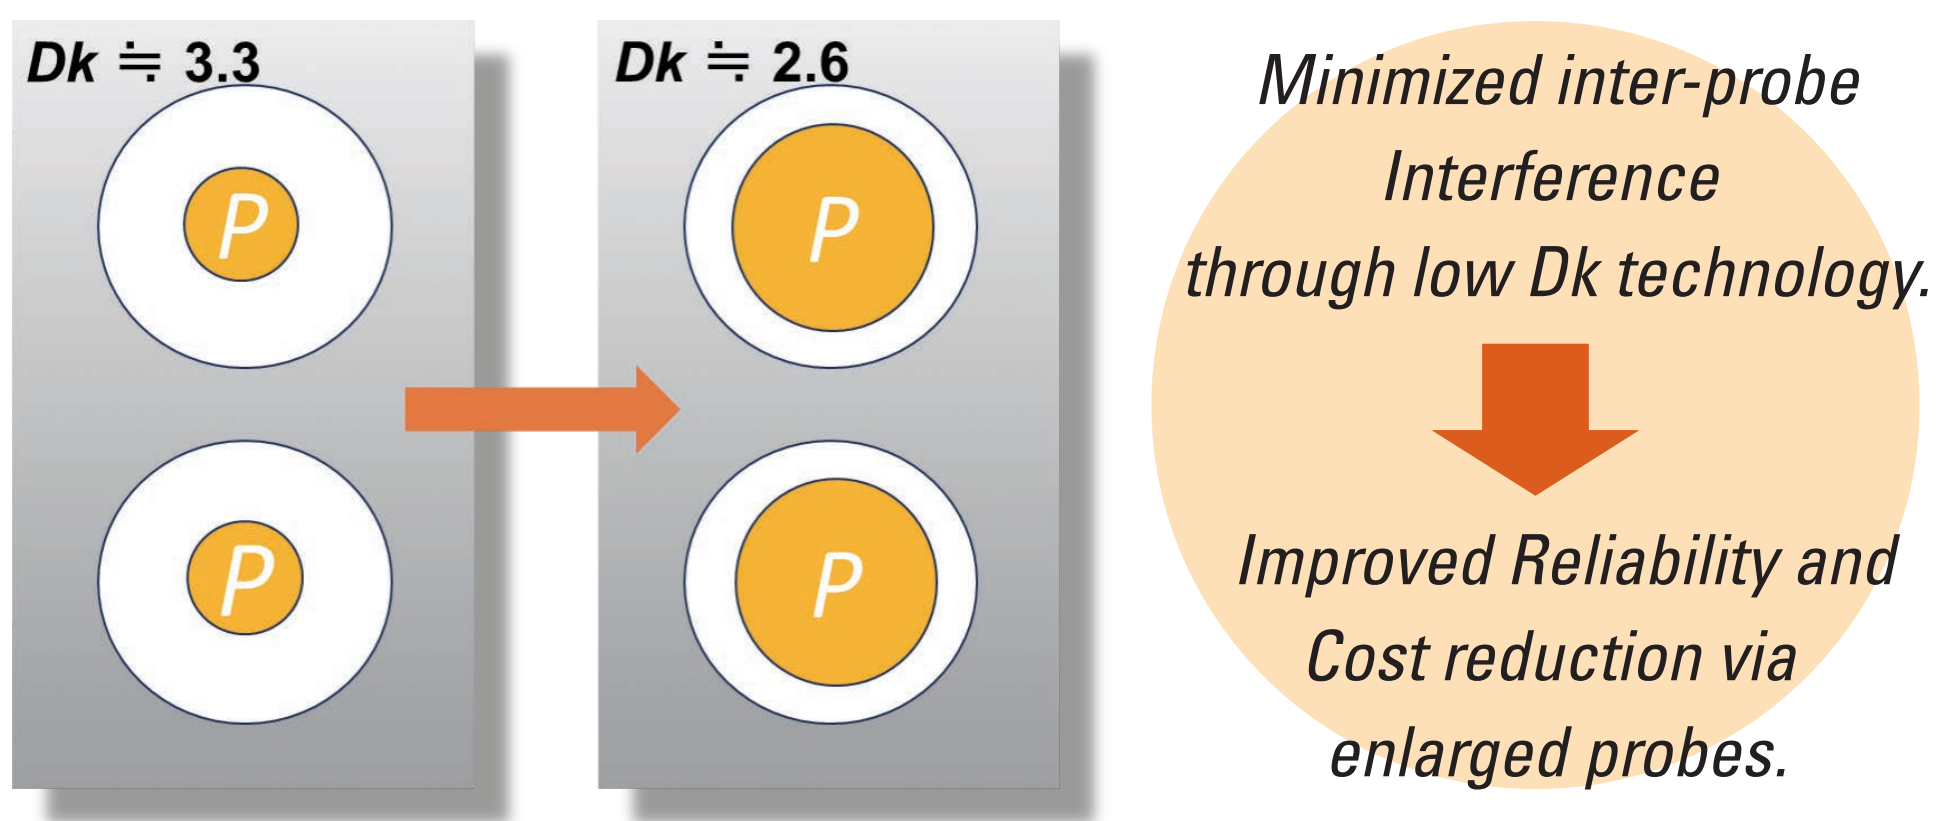 Dk ≒ 3.3
P
P
Dk ≒ 2.6
P
P
Minimized inter-probe
Interference
through low Dk technology.
Improved Reliability and
Cost reduction via
enlarged probes.